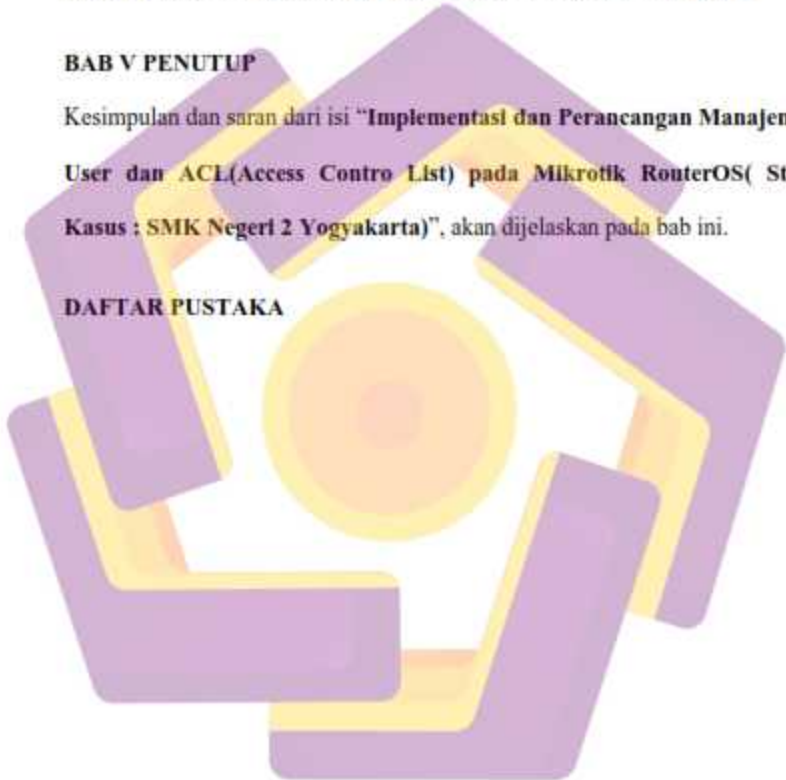 BAB V PENUTUP
Kesimpulan dan saran dari isi “Implementasi dan Perancangan Manajem
User dan ACL(Access Contro List) pada Mikrotik RouterOS( St
Kasus : SMK Negeri 2 Yogyakarta)”, akan dijelaskan pada bab ini.
DAFTAR PUSTAKA